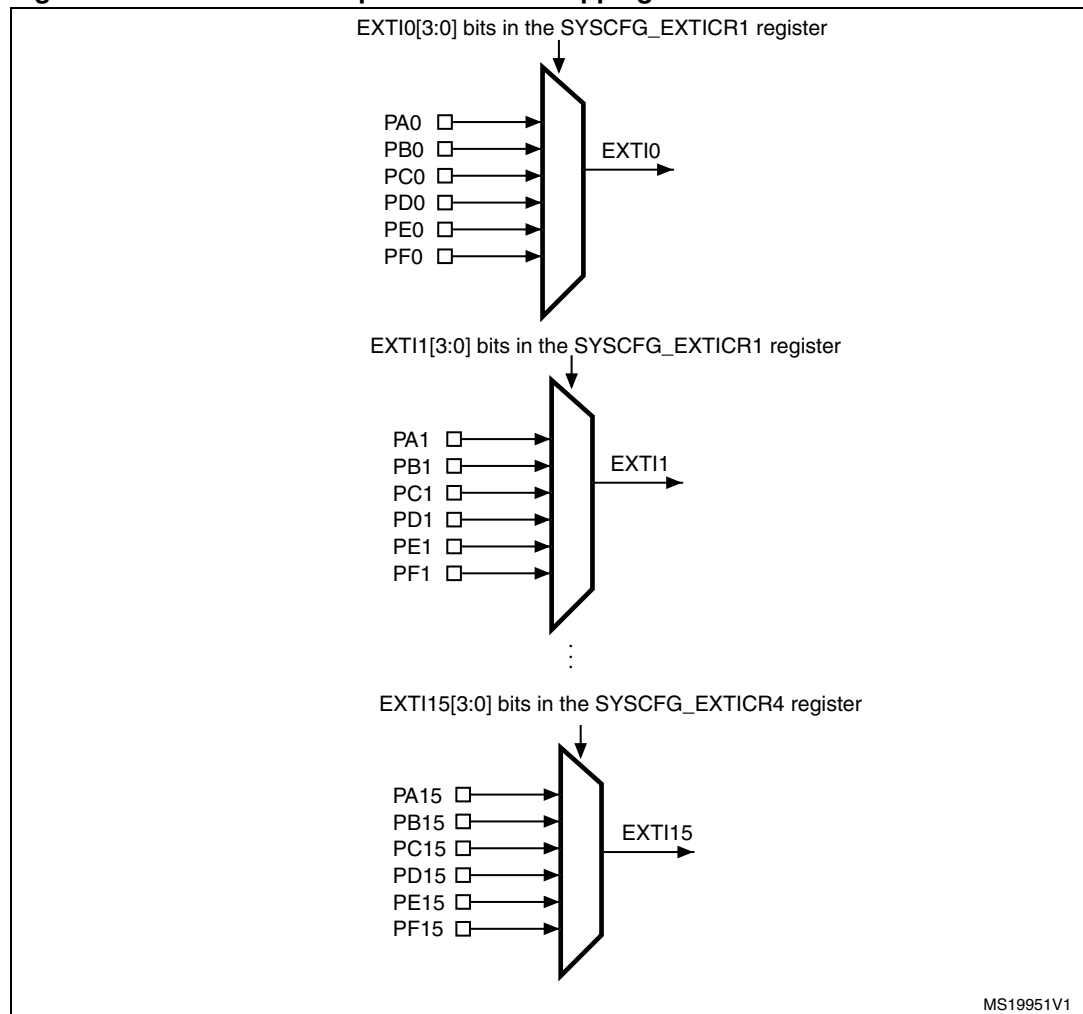 EXTI0[3:0] bits in the SYSCFG_EXTICR1 register
PA0
PB0
PC0
PD0
PE0
PF0
EXTI0
EXTI1[3:0] bits in the SYSCFG_EXTICR1 register
PA1
PB1
PC1
PD1
PE1
PF1
EXTI1
EXTI15[3:0] bits in the SYSCFG_EXTICR4 register
PA15
PB15
PC15
PD15
PE15
PF15
EXTI15
MS19951V1